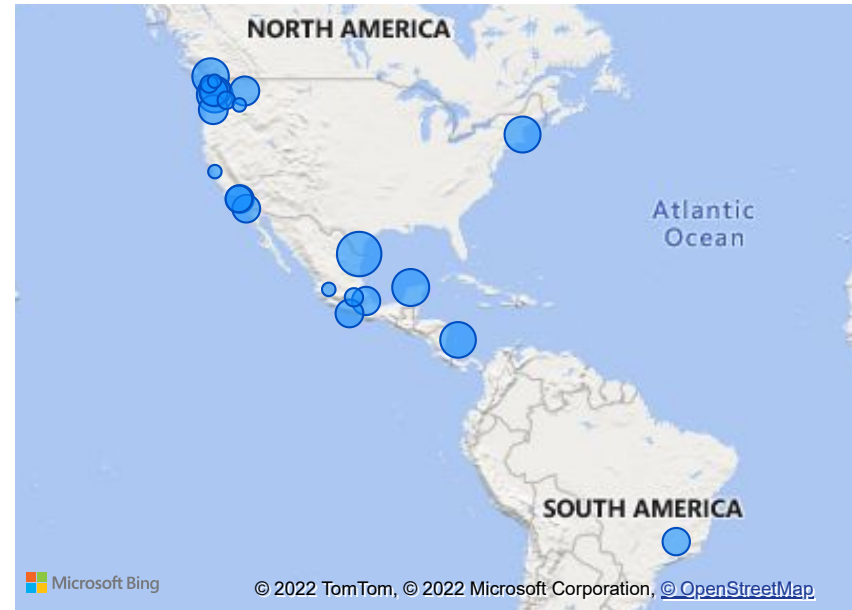 NORTH AMERICA
Atlantic
Ocean
SOUTH AMERICA
Microsoft Bing
© 2022 TomTom, © 2022 Microsoft Corporation, © OpenStreetMap